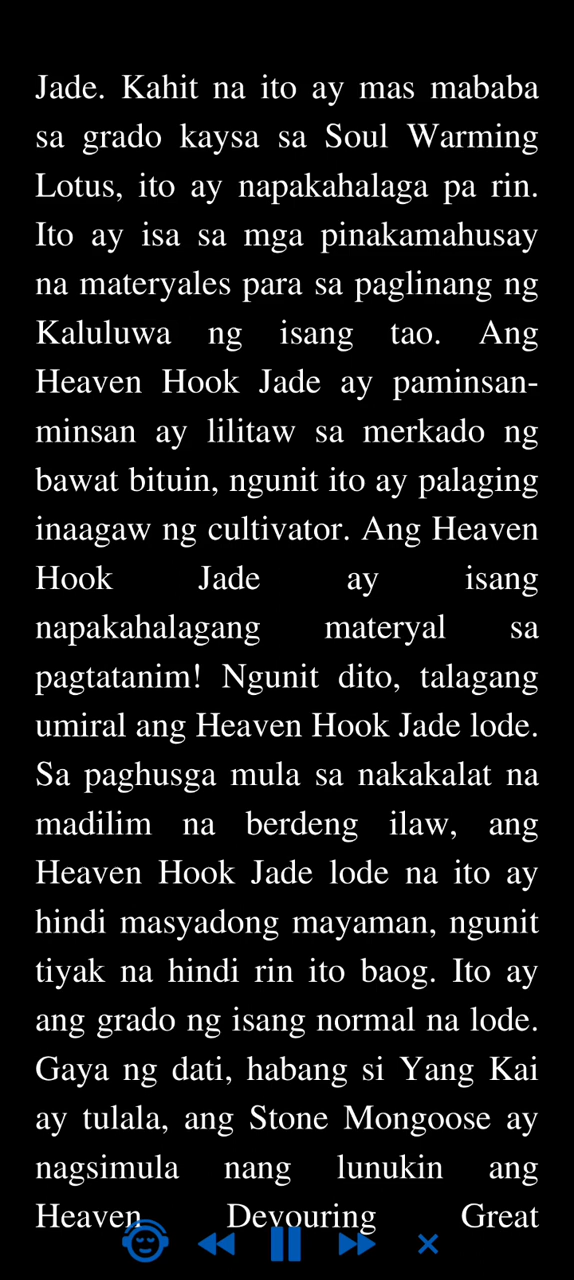 Jade. Kahit na ito ay mas mababa
sa grado kaysa sa Soul Warming
Lotus, ito ay napakahalaga pa rin.
Ito ay isa sa mga pinakamahusay
na materyales para sa paglinang ng
Kaluluwa ng isang tao. Ang
Heaven Hook Jade ay paminsan-
minsan ay lilitaw sa merkado ng
bawat bituin, ngunit ito ay palaging
inaagaw ng cultivator. Ang Heaven
Hook Jade ay isang
napakahalagang materyal sa
pagtatanim! Ngunit dito, talagang
umiral ang Heaven Hook Jade lode.
Sa paghusga mula sa nakakalat na
madilim na berdeng ilaw, ang
Heaven Hook Jade lode na ito ay
hindi masyadong mayaman, ngunit
tiyak na hindi rin ito baog. Ito ay
ang grado ng isang normal na lode.
Gaya ng dati, habang si Yang Kai
ay tulala, ang Stone Mongoose ay
nagsimula nang lunukin ang
Heaven Devouring Great